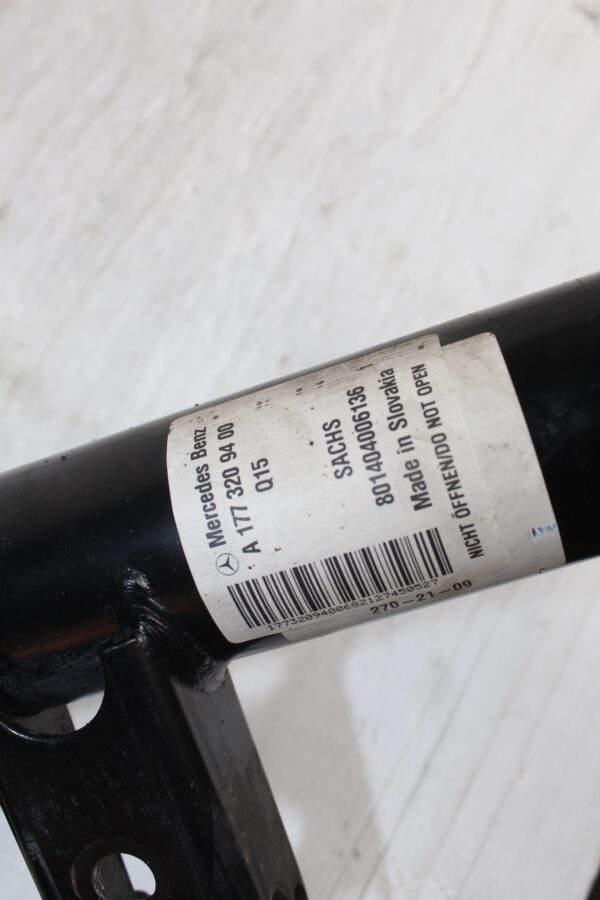 Mercedes Benz
A 177 320 94 00
Q15
SACHS
801404006136
Made in Slovakia
NICHT ÖFFNEN/DO NOT OPEN
1773209400682127450527
270-21-09